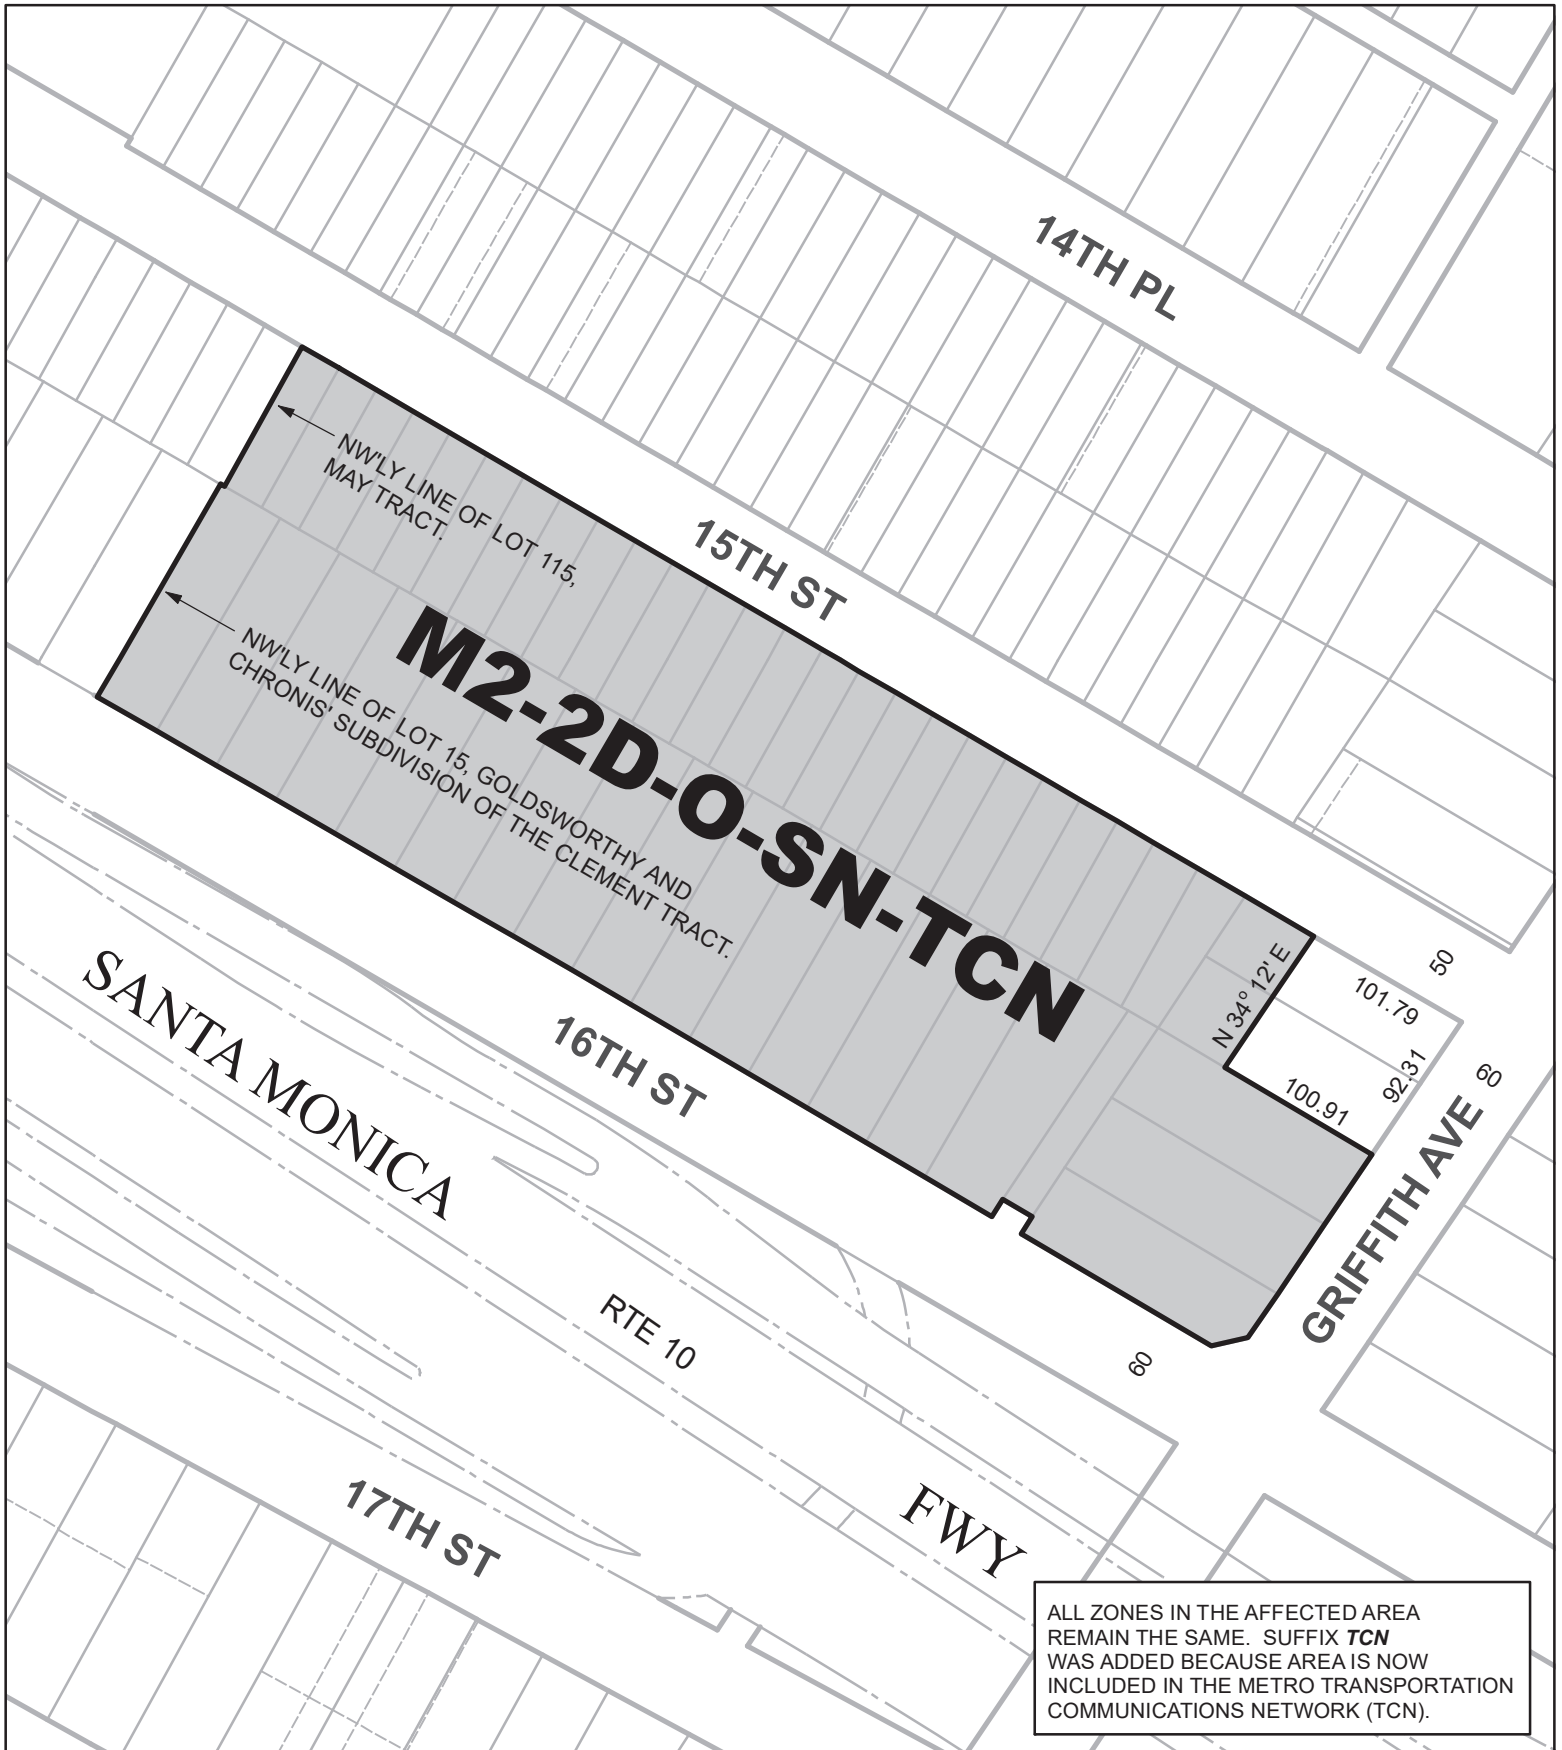 14TH PL
NW'LY LINE OF LOT 115,
MAY TRACT.
15TH ST
M2-2D-O-SN-TCN
NW'LY LINE OF LOT 15, GOLDSWORTHY AND
CHRONIS' SUBDIVISION OF THE CLEMENT TRACT.
N 34° 12' E
50
101.79
92.31
100.91
60
GRIFFITH AVE
SANTA MONICA
16TH ST
RTE 10
60
17TH ST
FWY
ALL ZONES IN THE AFFECTED AREA
REMAIN THE SAME. SUFFIX TCN
WAS ADDED BECAUSE AREA IS NOW
INCLUDED IN THE METRO TRANSPORTATION
COMMUNICATIONS NETWORK (TCN).